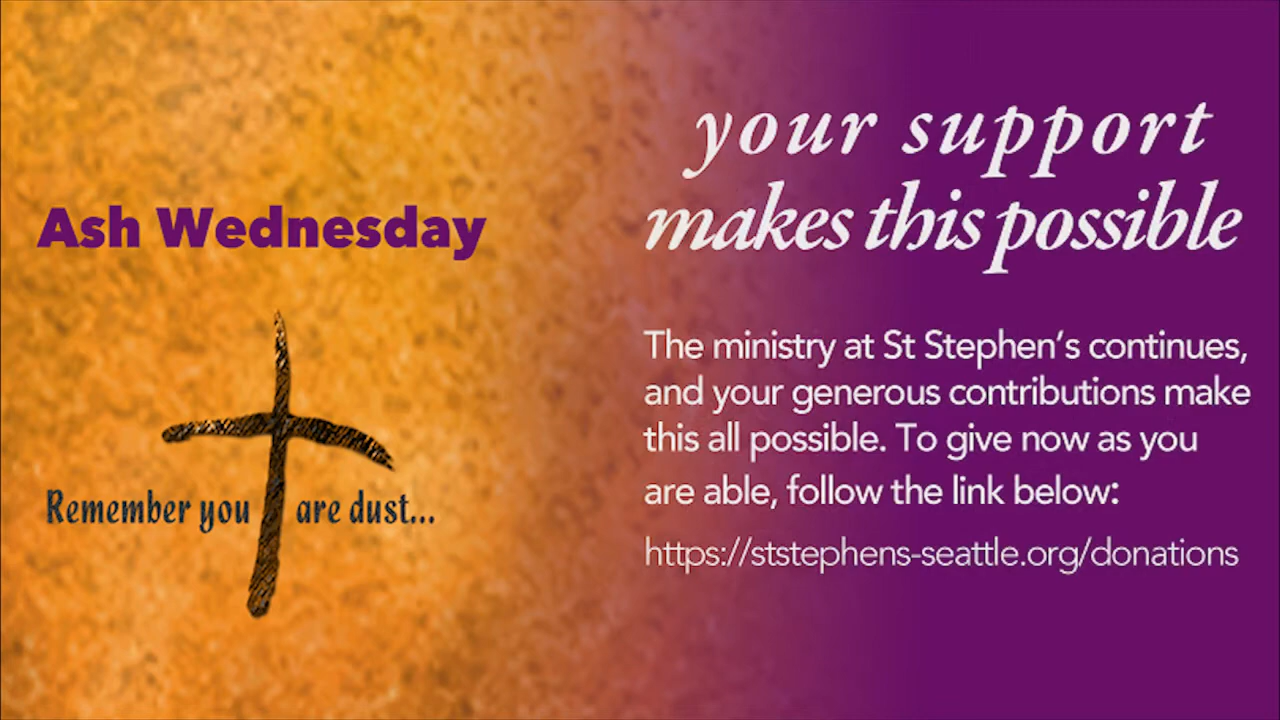 Ash Wednesday
Remember you are dust...
your support
makes this possible
The ministry at St Stephen's continues,
and your generous contributions make
this all possible. To give now as you
are able, follow the link below:
https://ststephens-seattle.org/donations